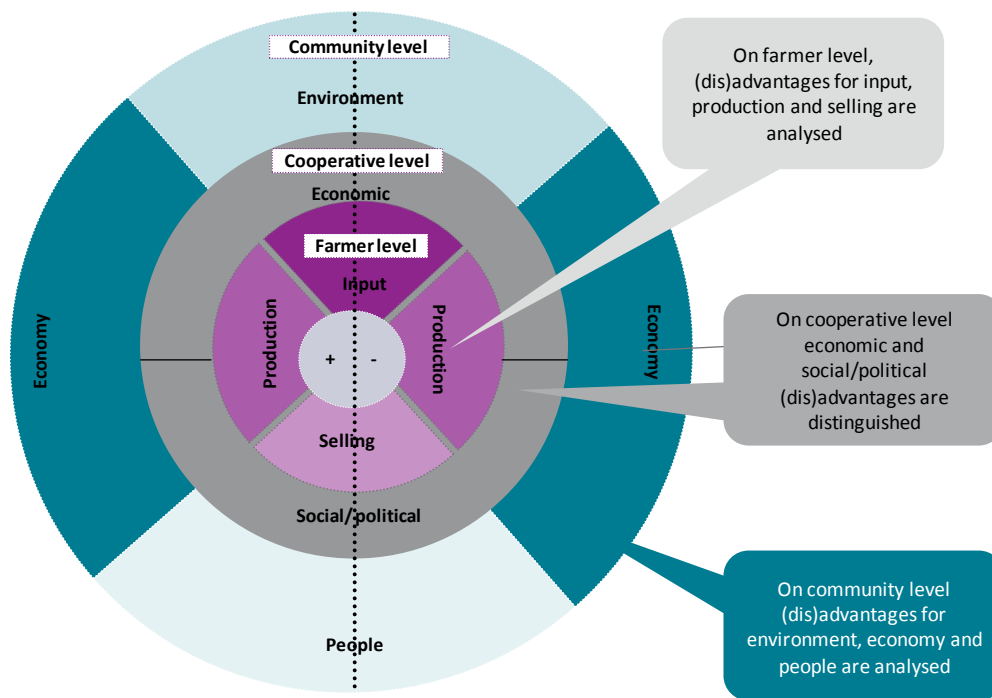 Community level
Environment
Cooperative level
Economic
Farmer level
Input
Production
Production
+
-
Selling
Social/political
People
Economy
Economy
On farmer level,
(dis)advantages for input,
production and selling are
analysed
On cooperative level
economic and
social/political
(dis)advantages are
distinguished
On community level
(dis)advantages for
environment, economy and
people are analysed